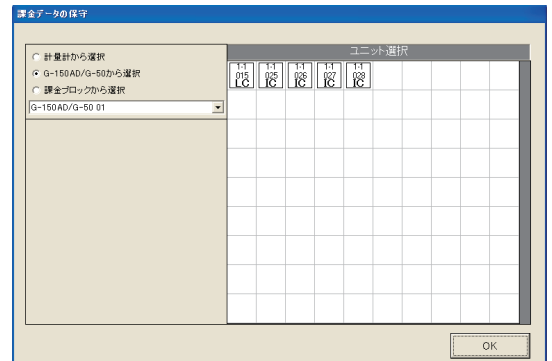 課金データの保守
計量計から選択
G-150AD/G-50から選択
課金ブロックから選択
G-150AD/G-50 01
ユニット選択
1-1 1-1 1-1 1-1 1-1
015 025 026 027 028
LC IC IC IC IC
OK